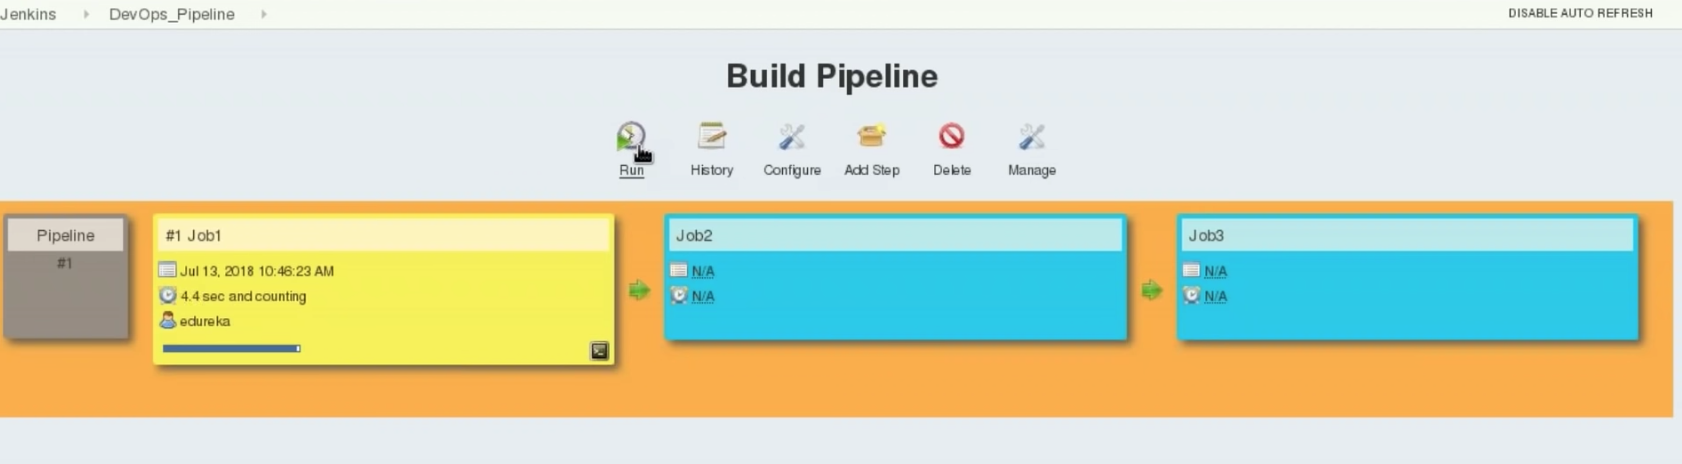 Jenkins DevOps_Pipeline DISABLE AUTO REFRESH
Build Pipeline
Run History Configure Add Step Delete Manage
Pipeline #1 Job1 Job2 Job3
#1
Jul 13, 2018 10:46:23 AM N/A N/A
4.4 sec and counting N/A N/A
edureka